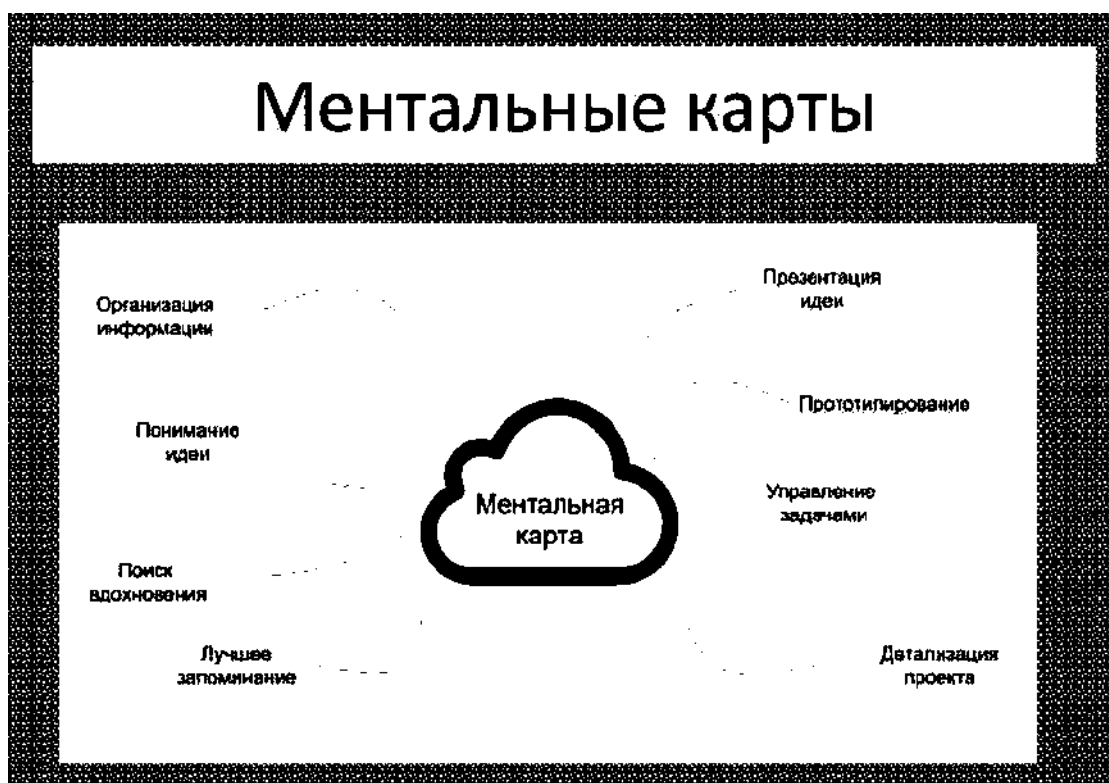 Ментальные карты
Организация
информации
Понимание
идеи
Поиск
вдохновения
Лучшее
запоминание
Ментальная
карта
Презентация
идеи
Прототипирование
Управление
задачами
Детализация
проекта